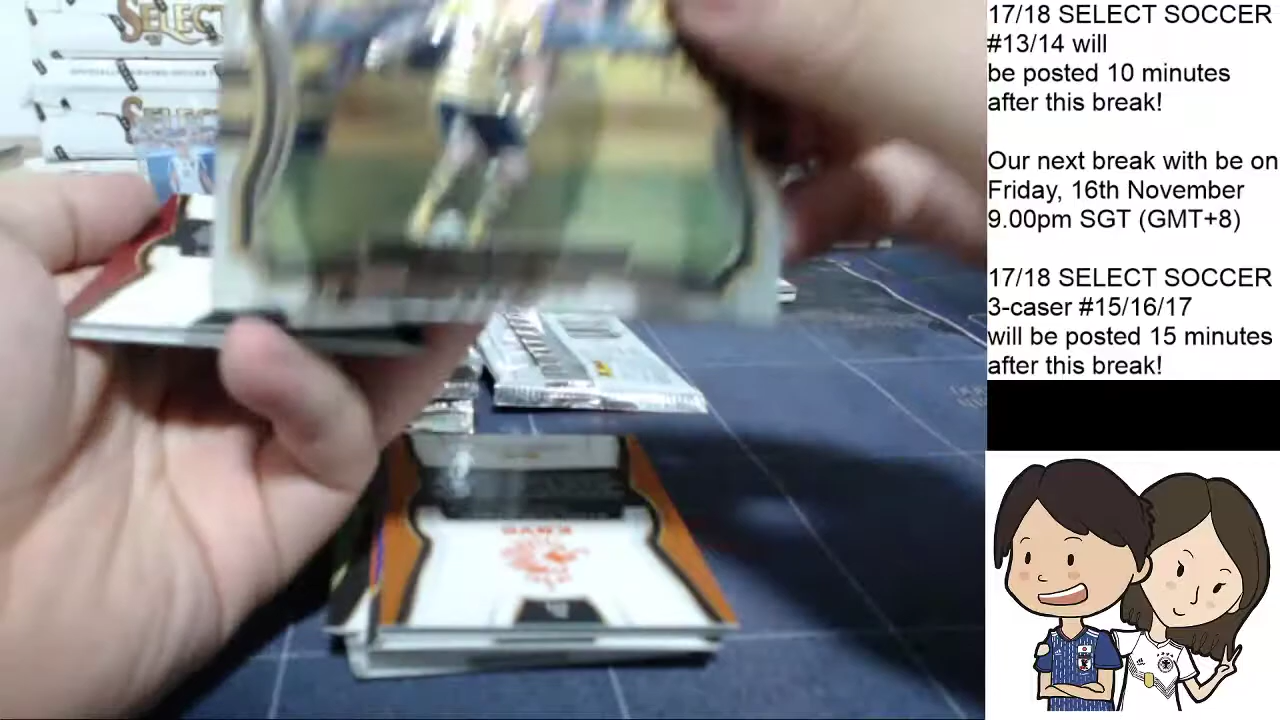 17/18 SELECT SOCCER
#13/14 will
be posted 10 minutes
after this break!
Our next break with be on
Friday, 16th November
9.00pm SGT (GMT+8)
17/18 SELECT SOCCER
3-caser #15/16/17
will be posted 15 minutes
after this break!
SELECT
SELECT